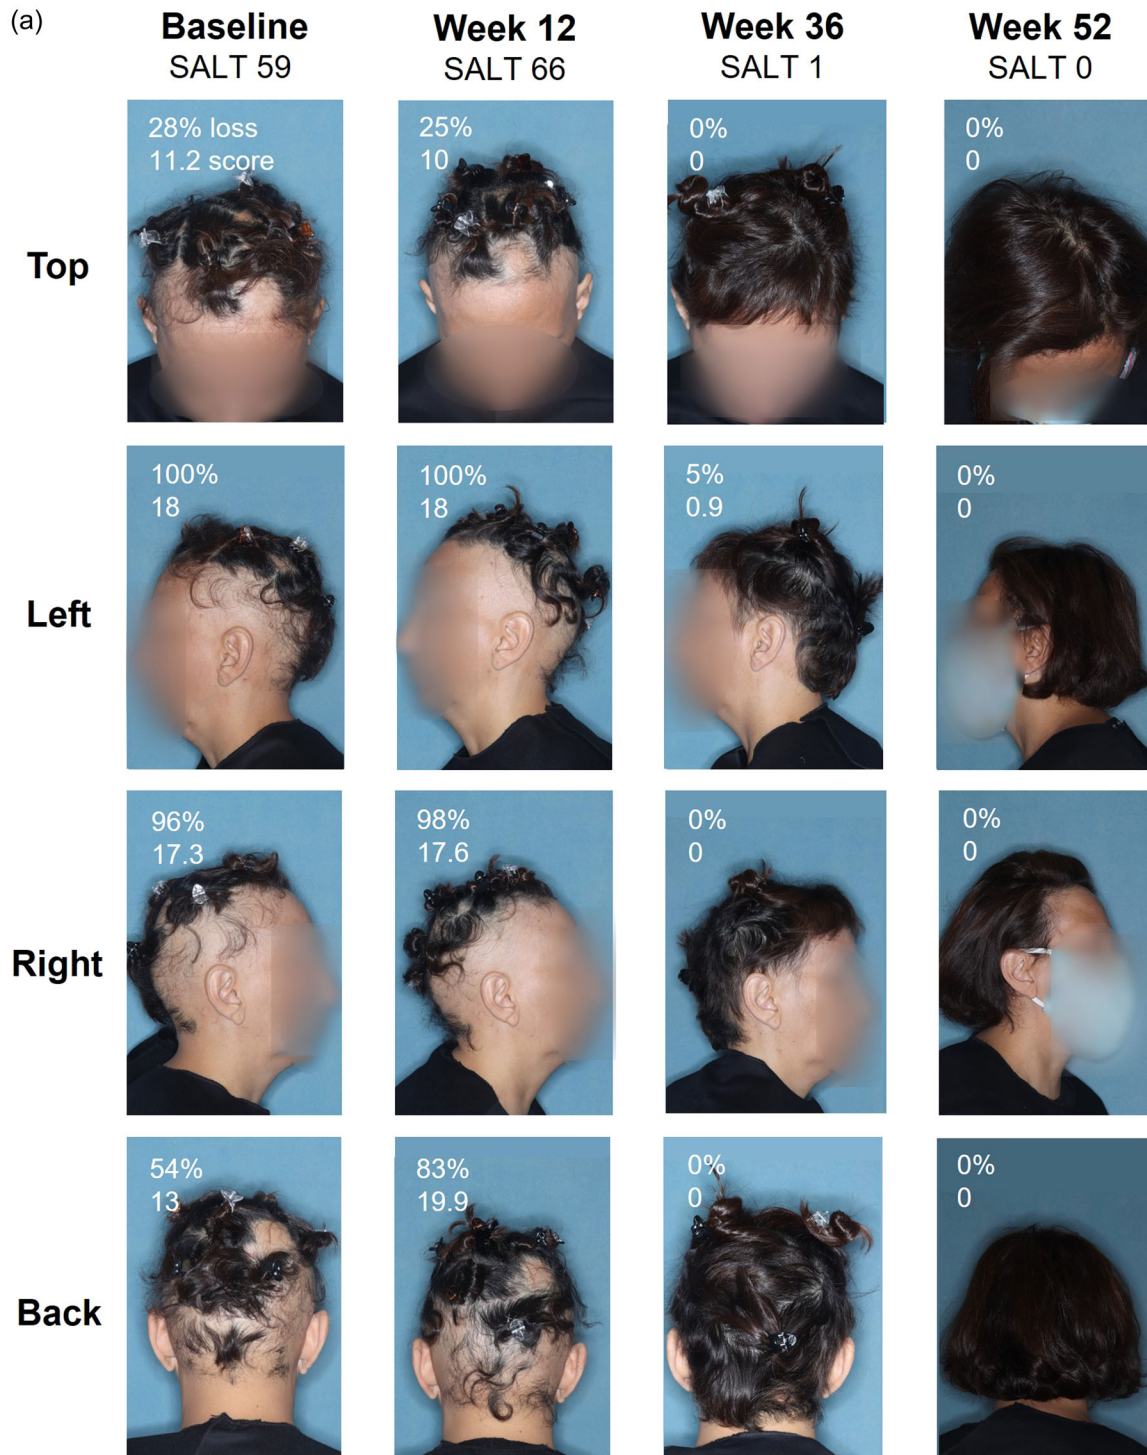 (a)
Baseline Week 12 Week 36 Week 52
SALT 59 SALT 66 SALT 1 SALT 0
28% loss 25% 0% 0%
11.2 score 10 0 0
Top
100% 100% 5% 0%
18 18 0.9 0
Left
96% 98% 0% 0%
17.3 17.6 0 0
Right
54% 83% 0% 0%
13 19.9 0 0
Back